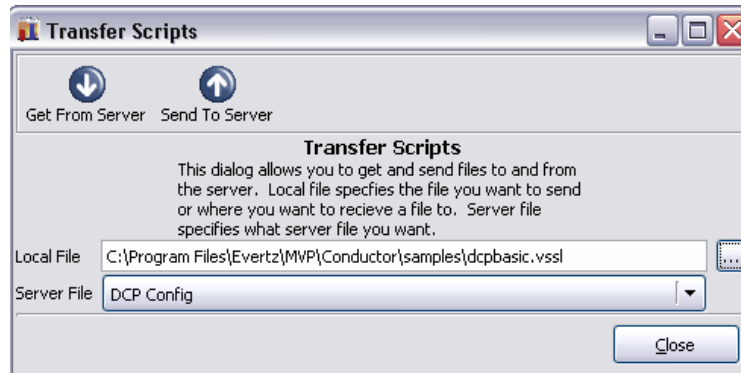 Transfer Scripts
Get From Server Send To Server
Transfer Scripts
This dialog allows you to get and send files to and from
the server. Local file specfies the file you want to send
or where you want to recieve a file to. Server file
specifies what server file you want.
Local File C:\Program Files\Evertz\MVP\Conductor\samples\dcpbasic.vssl ...
Server File DCP Config
Close